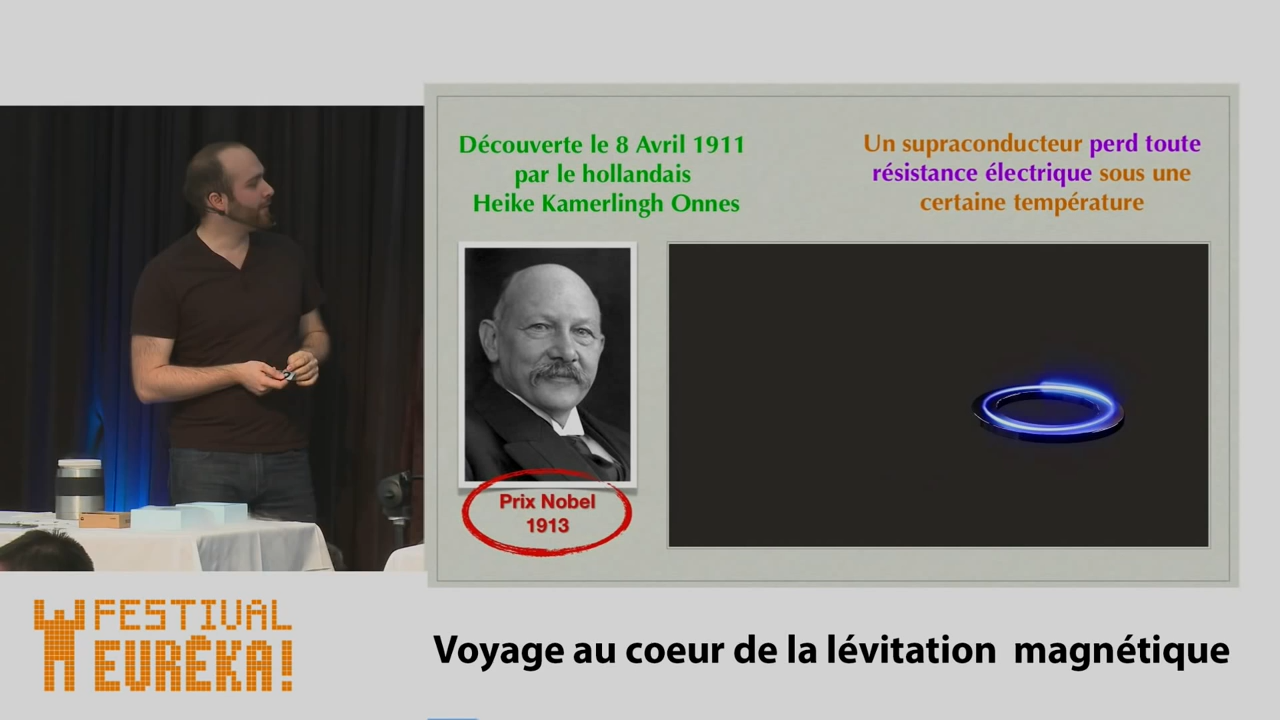 Découverte le 8 Avril 1911
par le hollandais
Heike Kamerlingh Onnes
Un supraconducteur perd toute
résistance électrique sous une
certaine température
Prix Nobel
1913
FESTIVAL
EURÊKA!
Voyage au coeur de la lévitation magnétique